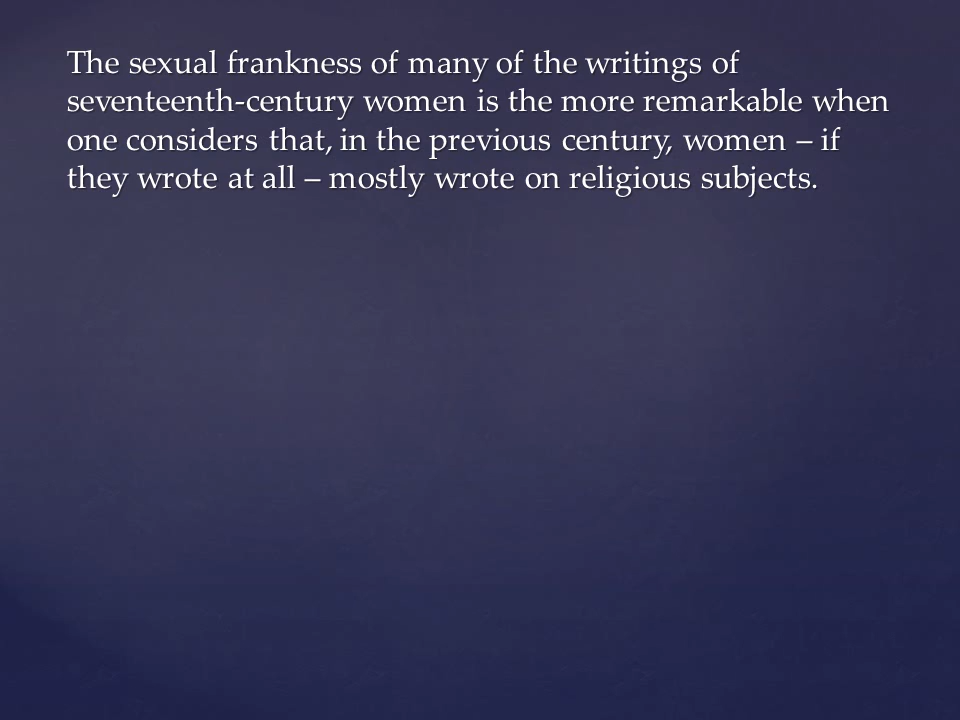 The sexual frankness of many of the writings of
seventeenth-century women is the more remarkable when
one considers that, in the previous century, women – if
they wrote at all – mostly wrote on religious subjects.